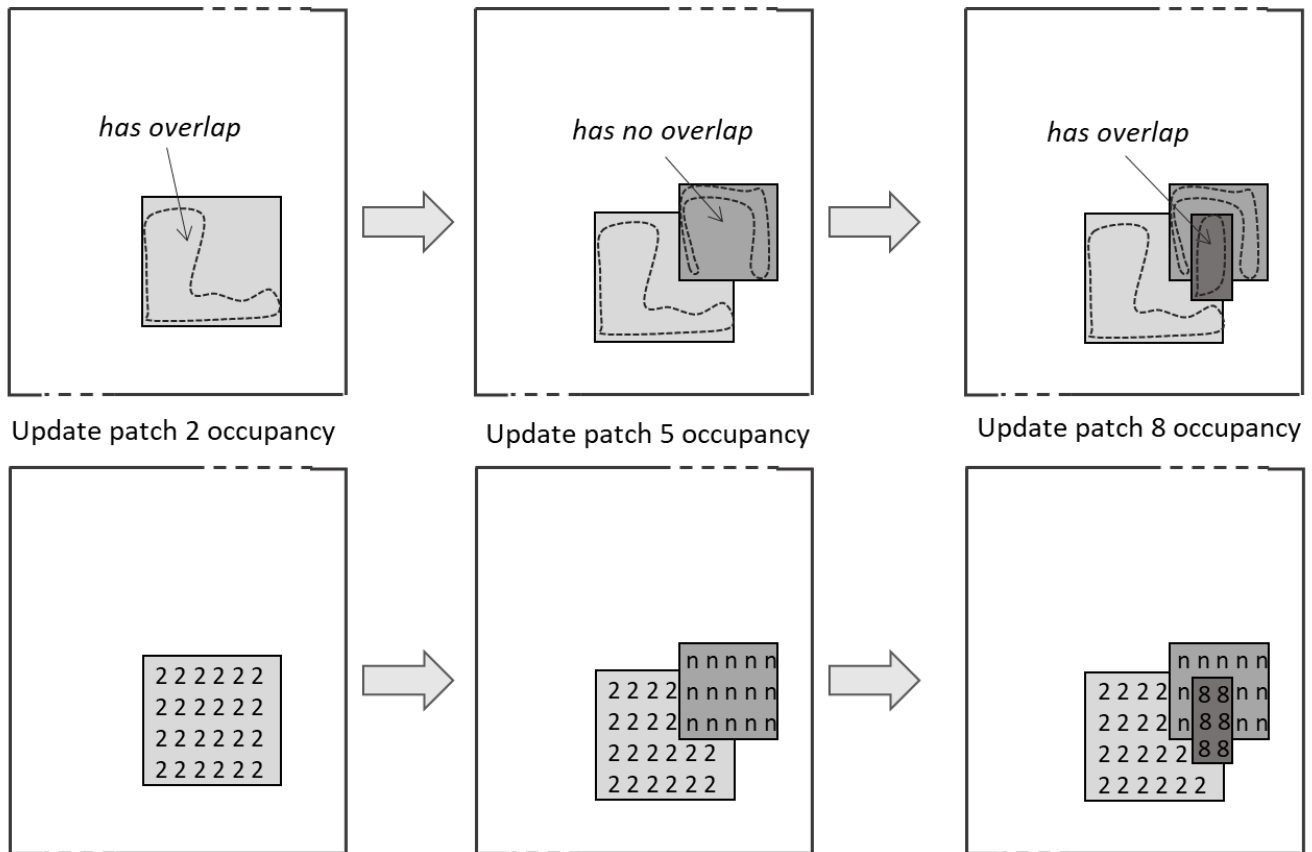 has overlap
has no overlap
has overlap
Update patch 2 occupancy
Update patch 5 occupancy
Update patch 8 occupancy
2 2 2 2 2 2
2 2 2 2 2 2
2 2 2 2 2 2
2 2 2 2 2 2
n n n n n
2 2 2 2 n n n n n
2 2 2 2 n n n n n
2 2 2 2 2 2
2 2 2 2 2 2
n n n n n
2 2 2 2 n 8 8 n n
2 2 2 2 n 8 8 n n
2 2 2 2 2 8 8
2 2 2 2 2 2